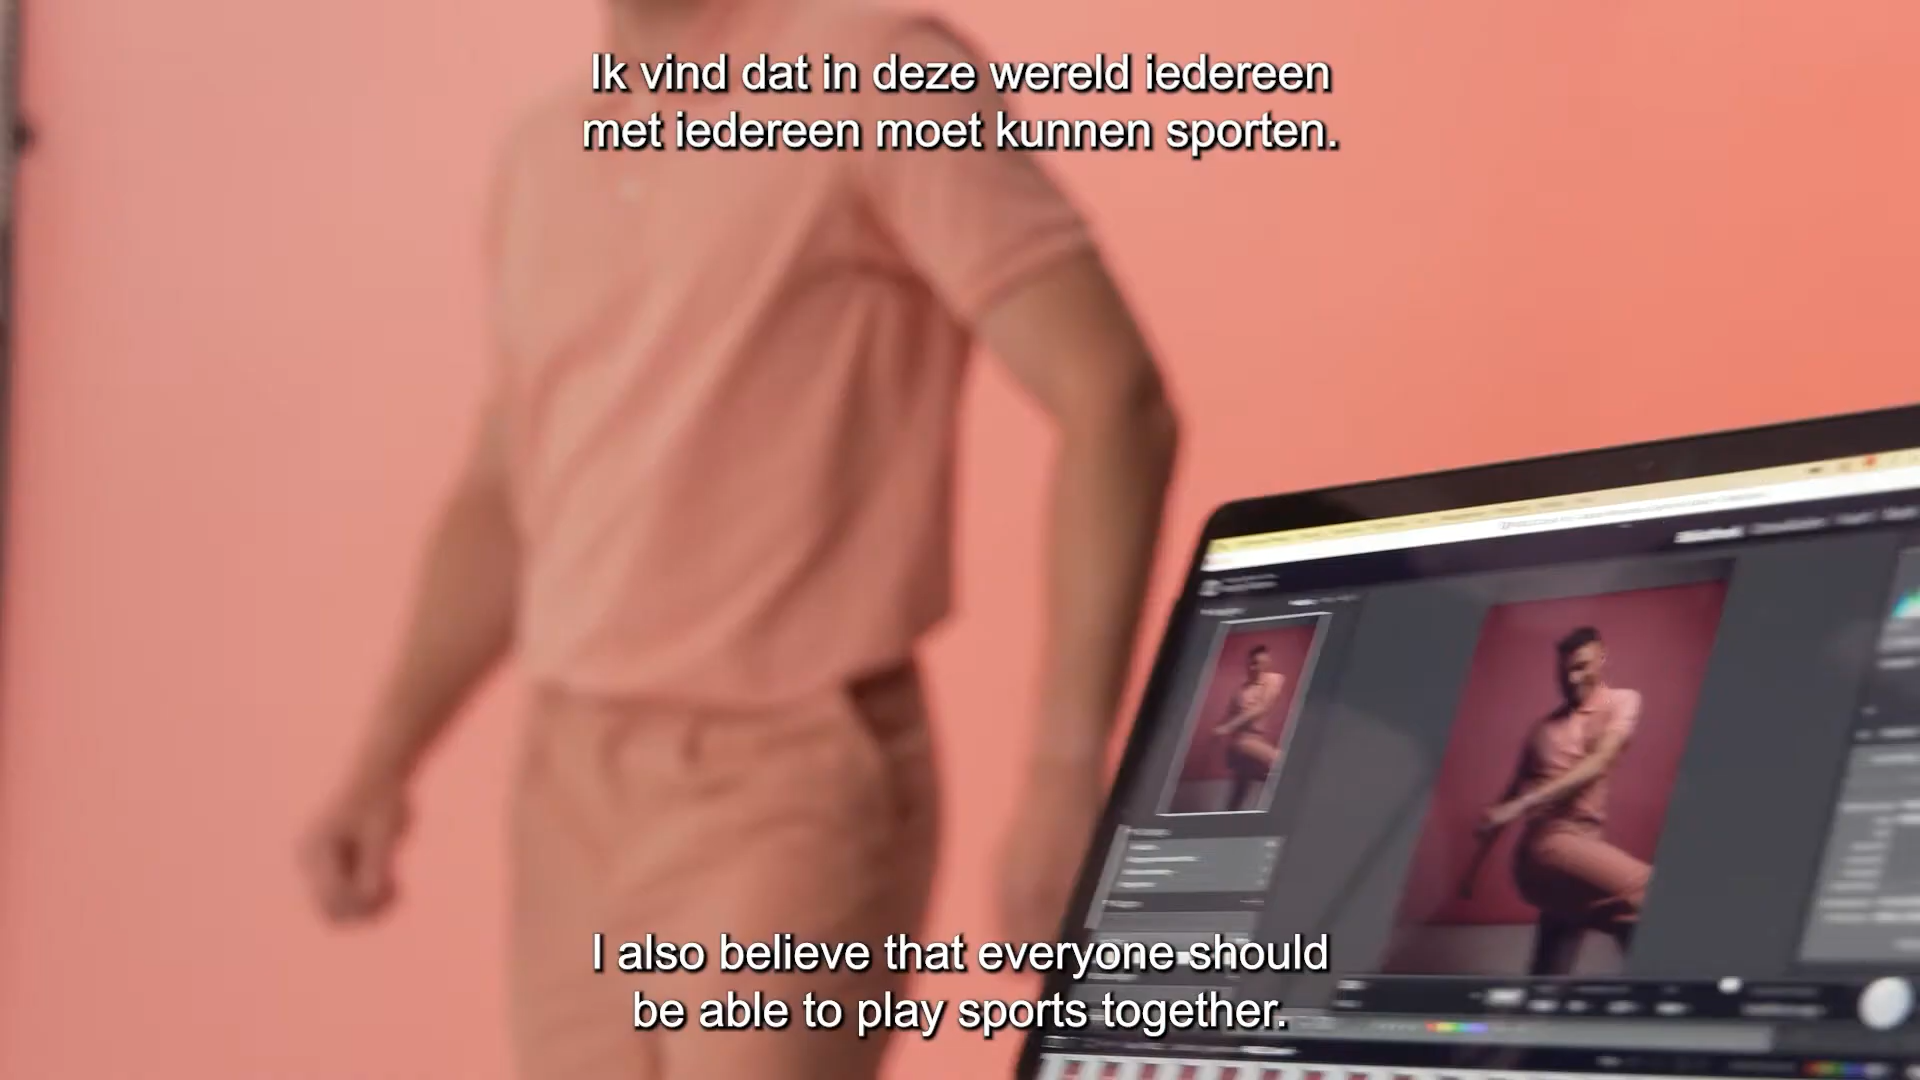 Ik vind dat in deze wereld iedereen
met iedereen moet kunnen sporten.
I also believe that everyone should
be able to play sports together.